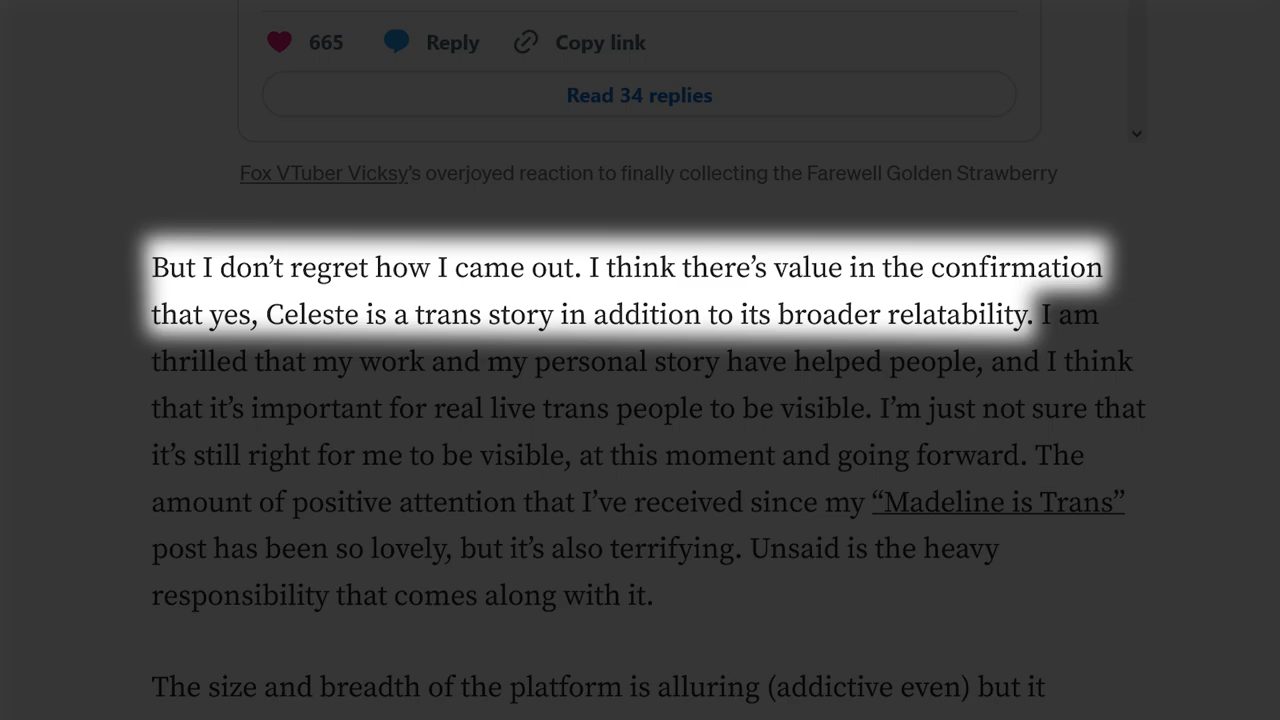 665 Reply Copy link
Read 34 replies
Fox VTuber Vicksy's overjoyed reaction to finally collecting the Farewell Golden Strawberry
But I don’t regret how I came out. I think there’s value in the confirmation
that yes, Celeste is a trans story in addition to its broader relatability. I am
thrilled that my work and my personal story have helped people, and I think
that it’s important for real live trans people to be visible. I’m just not sure that
it’s still right for me to be visible, at this moment and going forward. The
amount of positive attention that I’ve received since my “Madeline is Trans”
post has been so lovely, but it’s also terrifying. Unsaid is the heavy
responsibility that comes along with it.
The size and breadth of the platform is alluring (addictive even) but it